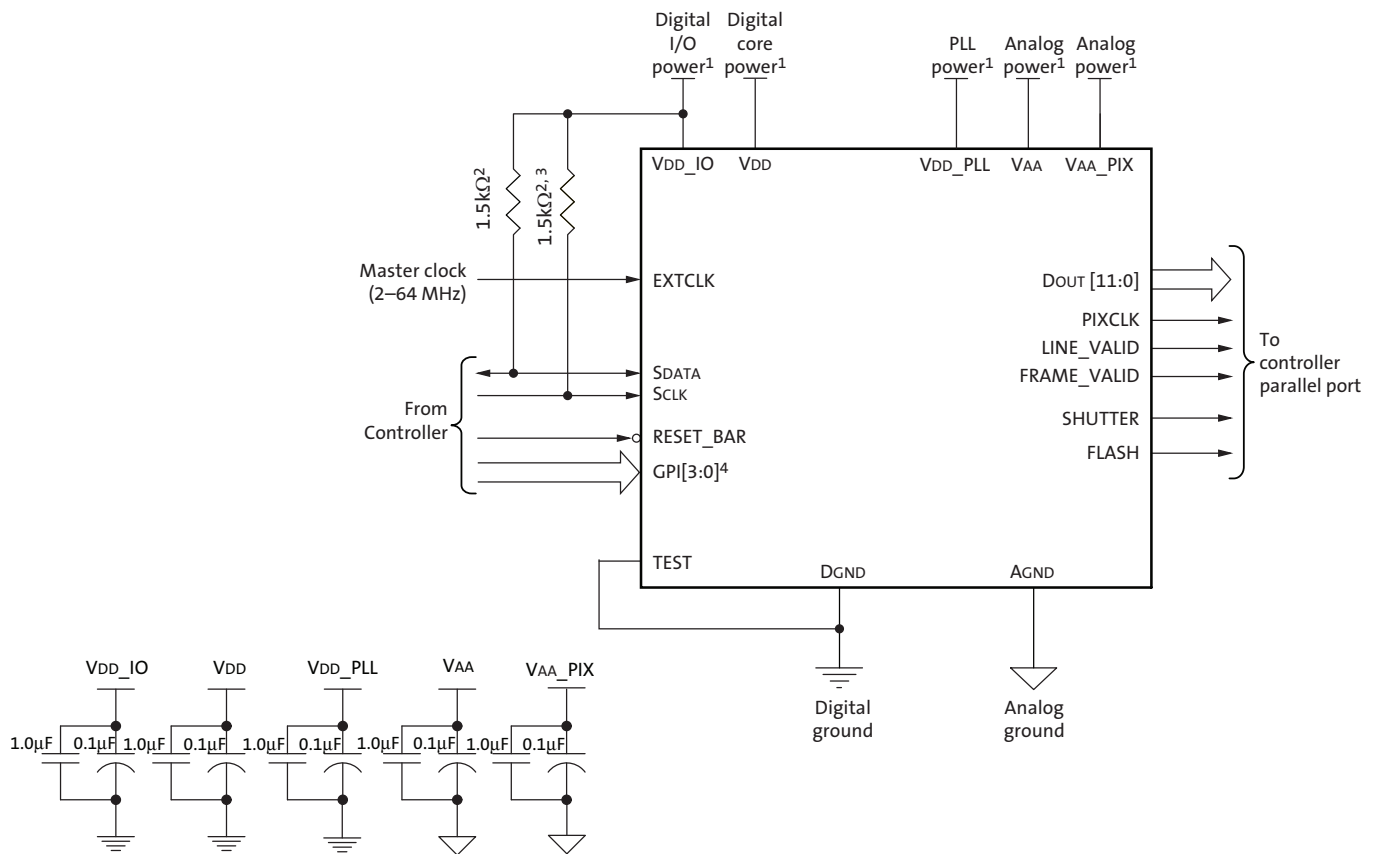 Digital
I/O
power1
Digital
core
power1
PLL
power1
Analog
power1
Analog
power1
VDD_IO
VDD
VDD_PLL
VAA
VAA_PIX
1.5kΩ2
1.5kΩ2, 3
Master clock
(2–64 MHz)
EXTCLK
From
Controller
SDATA
SCLK
RESET_BAR
GPI[3:0]4
TEST
DGND
AGND
DOUT [11:0]
PIXCLK
LINE_VALID
FRAME_VALID
SHUTTER
FLASH
To
controller
parallel port
Digital
ground
Analog
ground
VDD_IO
VDD
VDD_PLL
VAA
VAA_PIX
1.0µF
0.1µF
1.0µF
0.1µF
1.0µF
0.1µF
1.0µF
0.1µF
1.0µF
0.1µF